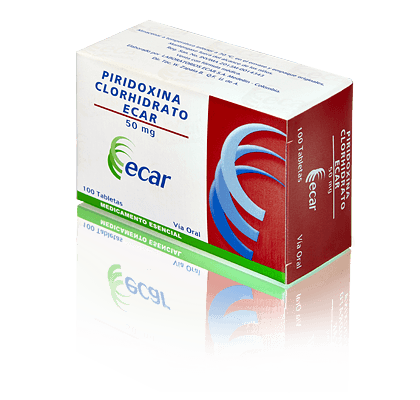 PIRIDOXINA
CLORHIDRATO
ECAR
50 mg
ecar
100 Tabletas
MEDICAMENTO ESENCIAL
Vía Oral
100 Tabletas
PIRIDOXINA
CLORHIDRATO
ECAR
50 mg
ecar
Vía Oral